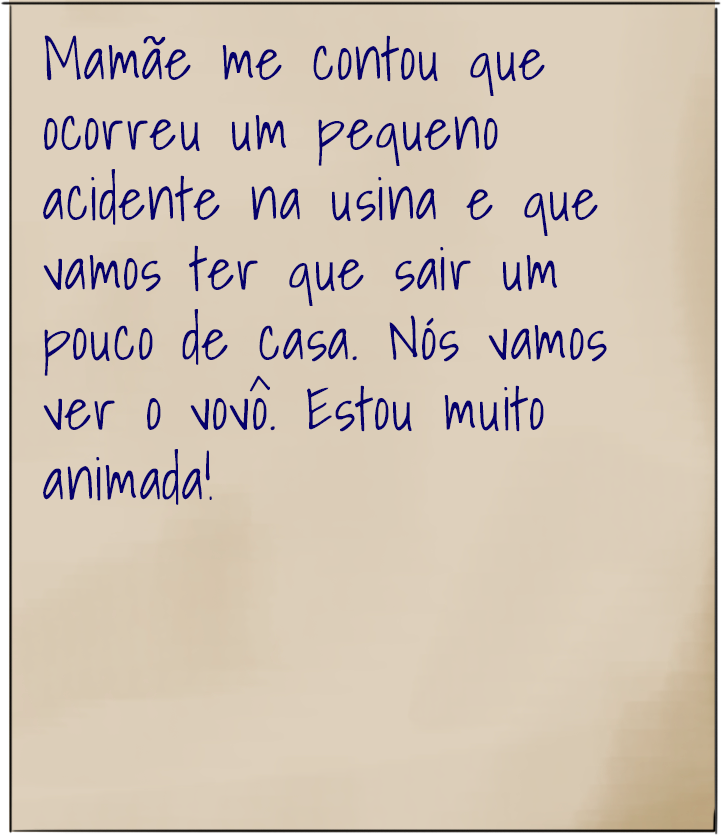 Mamãe me contou que
ocorreu um pequeno
acidente na usina e que
vamos ter que sair um
pouco de casa. Nós vamos
ver o vovô. Estou muito
animada!